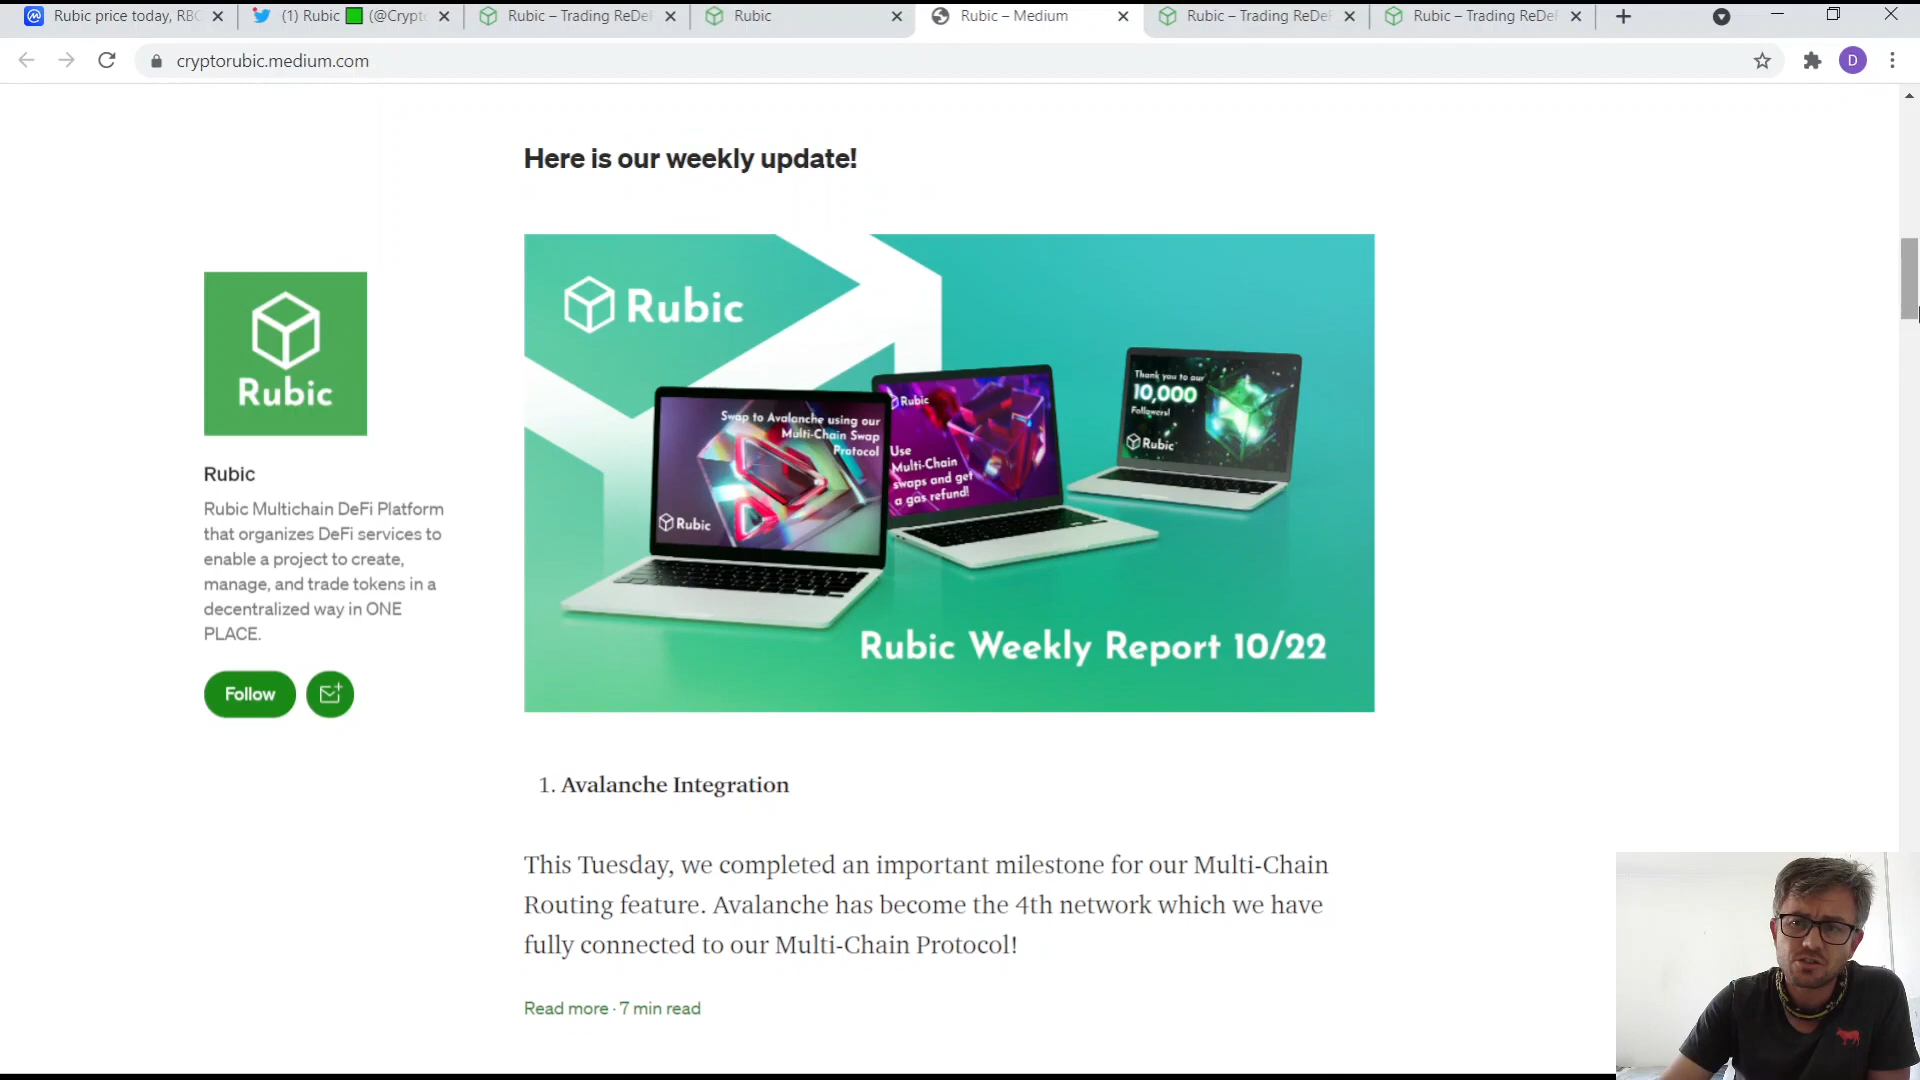 Rubic price today, RBC
(1) Rubic (@Crypto
Rubic – Trading ReDeF
Rubic
Rubic – Medium
Rubic – Trading ReDeF
Rubic – Trading ReDeF
cryptorubic.medium.com
D
Here is our weekly update!
Rubic
Rubic
Rubic Multichain DeFi Platform
that organizes DeFi services to
enable a project to create,
manage, and trade tokens in a
decentralized way in ONE
PLACE.
Follow
Rubic
Swap to Avalanche using our
Multi-Chain Swap
Protocol
Rubic
Rubic
Use
Multi-Chain
swaps and get
a gas refund!
Thank you to our
10,000
Followers!
Rubic
Rubic Weekly Report 10/22
1. Avalanche Integration
This Tuesday, we completed an important milestone for our Multi-Chain
Routing feature. Avalanche has become the 4th network which we have
fully connected to our Multi-Chain Protocol!
Read more · 7 min read